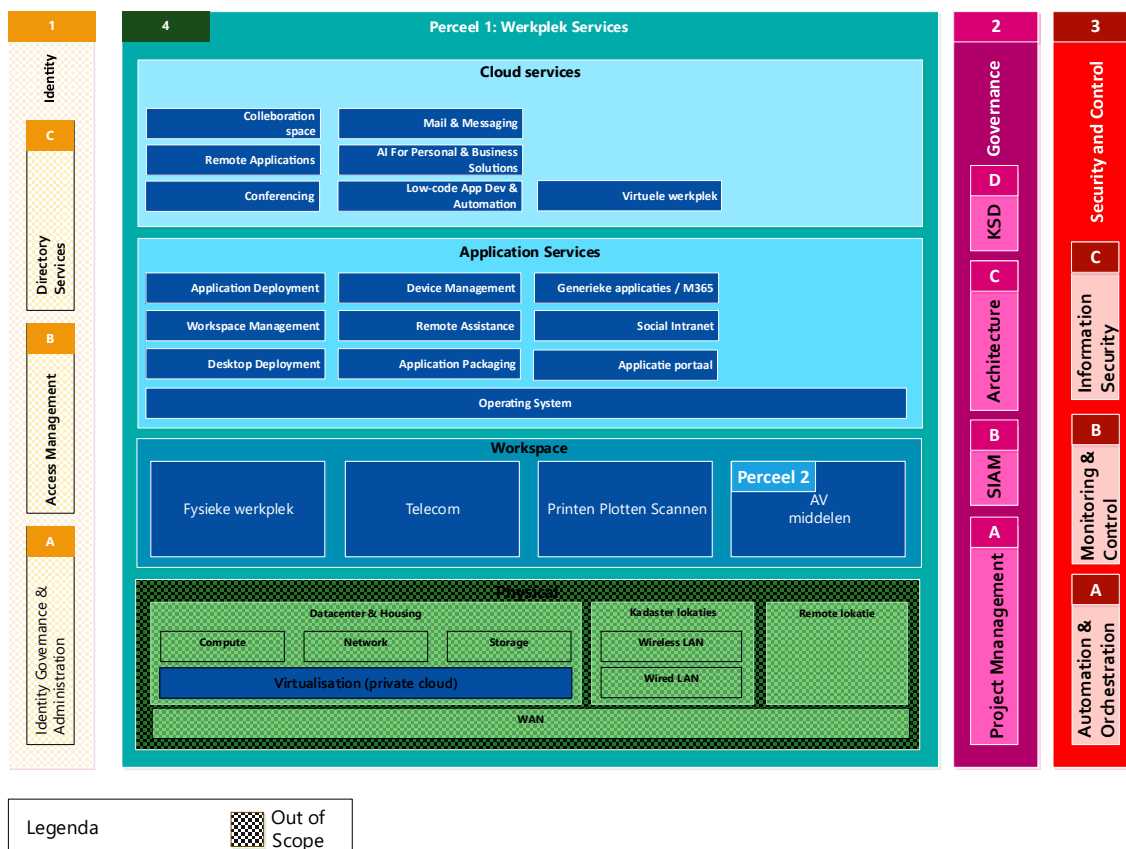 1
Identity
C
Directory
Services
B
Access Management
A
Identity Governance &
Administration
4
Perceel 1: Werkplek Services
Cloud services
Colleboration
space
Mail & Messaging
Remote Applications
AI For Personal & Business
Solutions
Conferencing
Low-code App Dev &
Automation
Virtuele werkplek
Application Services
Application Deployment
Device Management
Generieke applicaties / M365
Workspace Management
Remote Assistance
Social Intranet
Desktop Deployment
Application Packaging
Applicatie portaal
Operating System
Workspace
Fysieke werkplek
Telecom
Printen Plotten Scannen
Perceel 2
AV
middelen
Physical
Datacenter & Housing
Compute
Network
Storage
Virtualisation (private cloud)
Kadaster lokaties
Wireless LAN
Wired LAN
Remote lokatie
WAN
2
Governance
D
KSD
C
Architecture
B
SIAM
A
Project Mnanagement
3
Security and Control
C
Information
Security
B
Monitoring &
Control
A
Automation &
Orchestration
Legenda
Out of
Scope